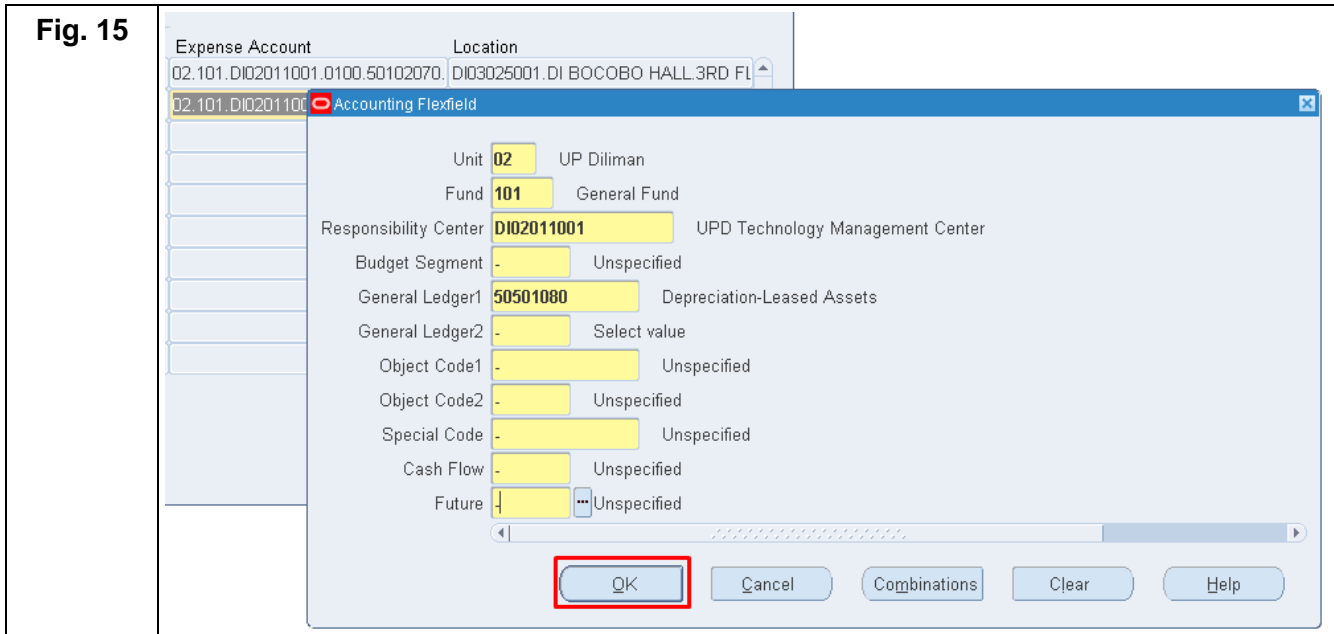 Fig. 15
Expense Account Location
02.101.DI02011001.0100.50102070. DI03025001.DI BOCOBO HALL.3RD FL
02.101.DI0201100
Accounting Flexfield
Unit 02 UP Diliman
Fund 101 General Fund
Responsibility Center DI02011001 UPD Technology Management Center
Budget Segment - Unspecified
General Ledger1 50501080 Depreciation-Leased Assets
General Ledger2 - Select value
Object Code1 - Unspecified
Object Code2 - Unspecified
Special Code - Unspecified
Cash Flow - Unspecified
Future - ... Unspecified
OK Cancel Combinations Clear Help